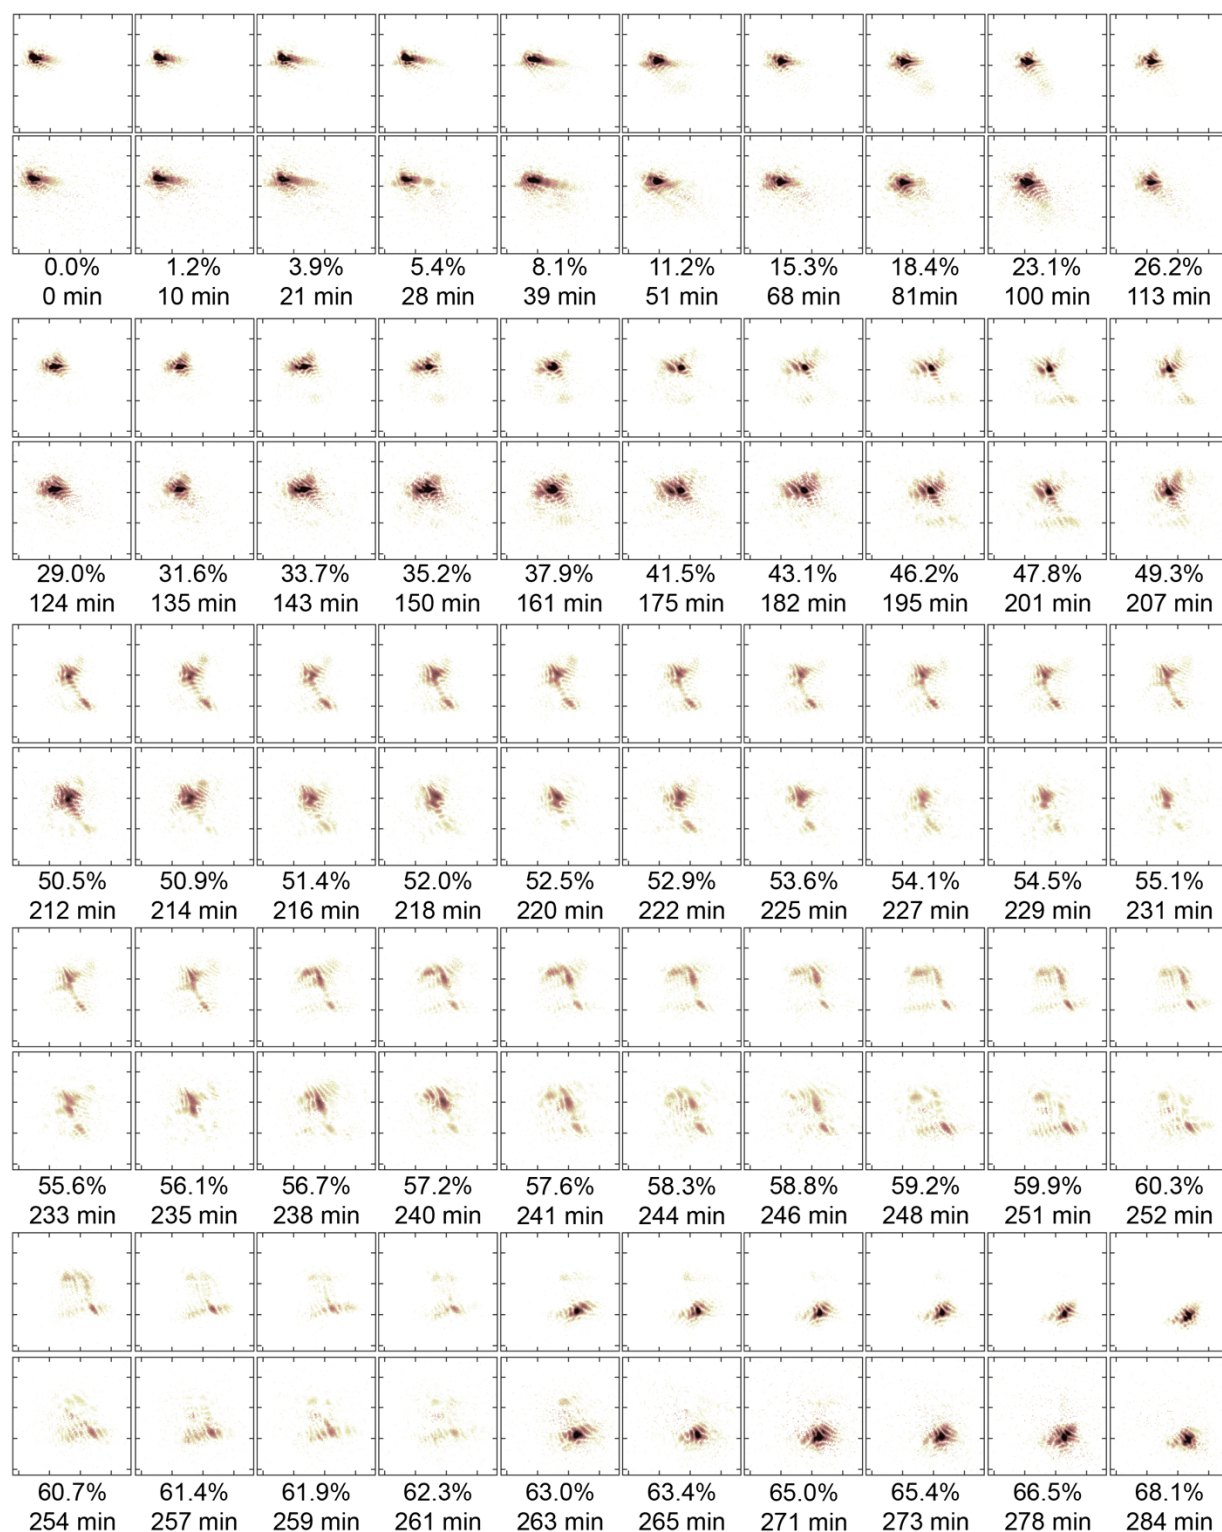 0.0% 1.2% 3.9% 5.4% 8.1% 11.2% 15.3% 18.4% 23.1% 26.2%
0 min 10 min 21 min 28 min 39 min 51 min 68 min 81min 100 min 113 min
29.0% 31.6% 33.7% 35.2% 37.9% 41.5% 43.1% 46.2% 47.8% 49.3%
124 min 135 min 143 min 150 min 161 min 175 min 182 min 195 min 201 min 207 min
50.5% 50.9% 51.4% 52.0% 52.5% 52.9% 53.6% 54.1% 54.5% 55.1%
212 min 214 min 216 min 218 min 220 min 222 min 225 min 227 min 229 min 231 min
55.6% 56.1% 56.7% 57.2% 57.6% 58.3% 58.8% 59.2% 59.9% 60.3%
233 min 235 min 238 min 240 min 241 min 244 min 246 min 248 min 251 min 252 min
60.7% 61.4% 61.9% 62.3% 63.0% 63.4% 65.0% 65.4% 66.5% 68.1%
254 min 257 min 259 min 261 min 263 min 265 min 271 min 273 min 278 min 284 min